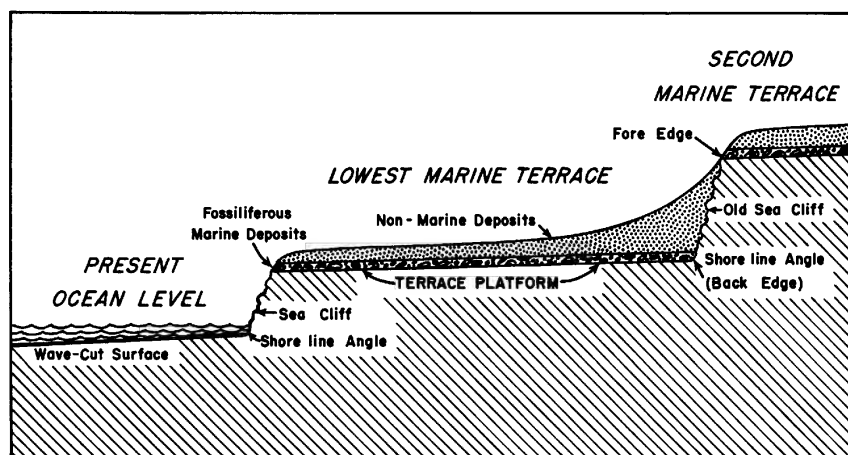 SECOND
MARINE TERRACE
Fore Edge
LOWEST MARINE TERRACE
Old Sea Cliff
Fossiliferous
Marine Deposits
Non-Marine Deposits
PRESENT
OCEAN LEVEL
TERRACE PLATFORM
Shore line Angle
(Back Edge)
Sea Cliff
Shore line Angle
Wave-Cut Surface